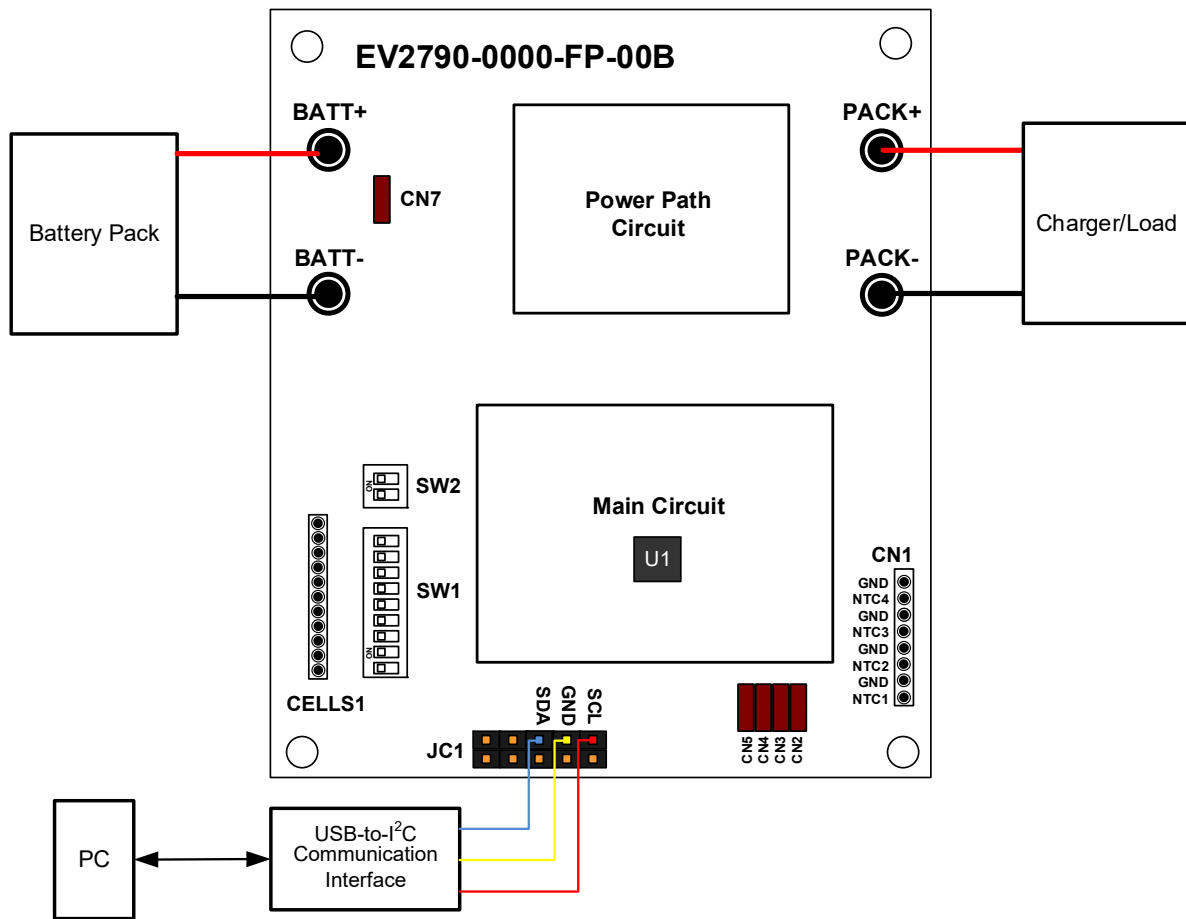 EV2790-0000-FP-00B
BATT+
PACK+
CN7
Battery Pack
Power Path
Circuit
Charger/Load
BATT-
PACK-
SW2
ON
Main Circuit
U1
SW1
ON
CN1
GND
NTC4
GND
NTC3
GND
NTC2
GND
NTC1
CELLS1
SDA
GND
SCL
JC1
CN5
CN4
CN3
CN2
PC
USB-to-I²C
Communication
Interface